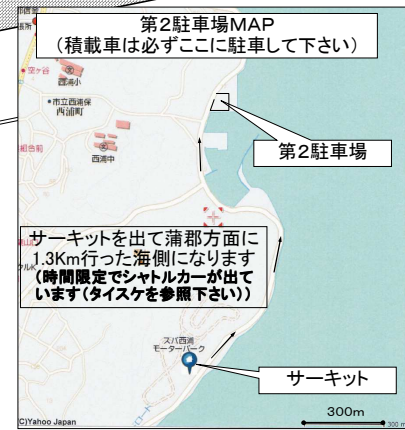 第2駐車場MAP
(積載車は必ずここに駐車して下さい)
空ヶ谷
西浦小
市立西浦保
西浦町
西浦中
第2駐車場
サーキットを出て蒲郡方面に
1.3Km行った海側になります
(時間限定でシャトルカーが出て
います(タイスケを参照下さい))
スパ西浦
モーターパーク
サーキット
300m
300 m
C)Yahoo Japan